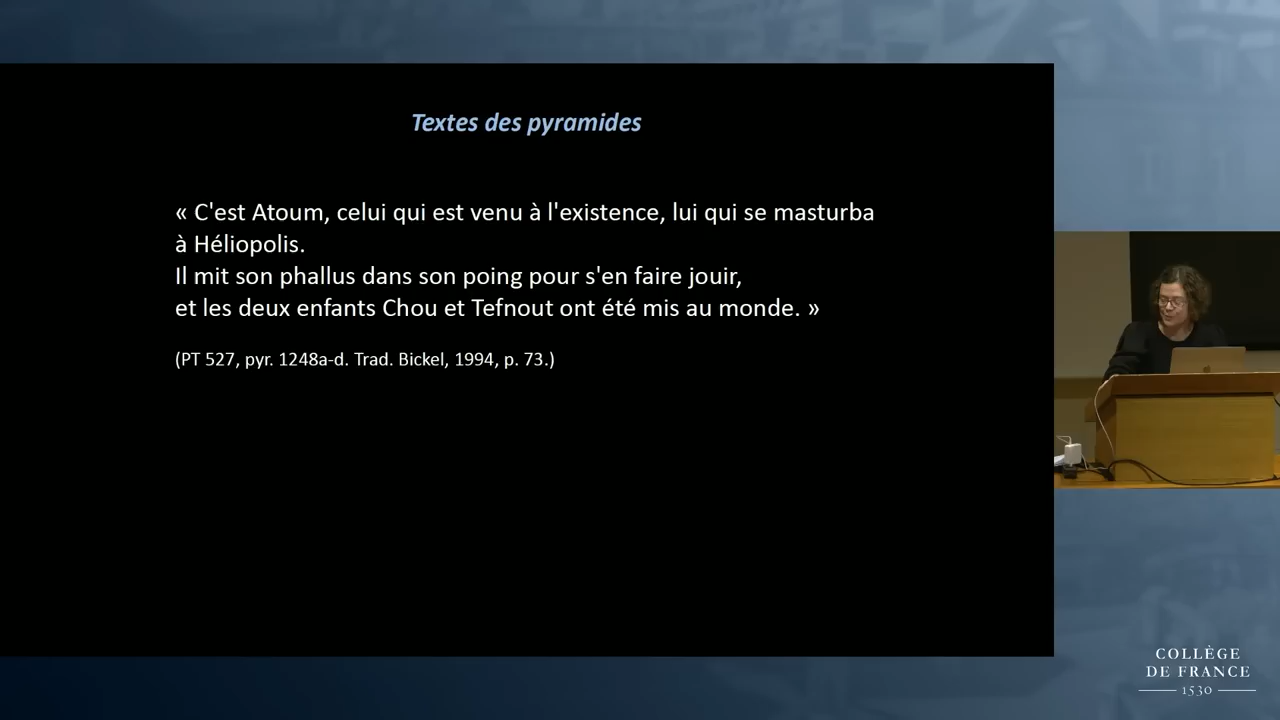 Textes des pyramides
« C'est Atoum, celui qui est venu à l'existence, lui qui se masturba
à Héliopolis.
Il mit son phallus dans son poing pour s'en faire jouir,
et les deux enfants Chou et Tefnout ont été mis au monde. »
(PT 527, pyr. 1248a-d. Trad. Bickel, 1994, p. 73.)
COLLÈGE
DE FRANCE
1530